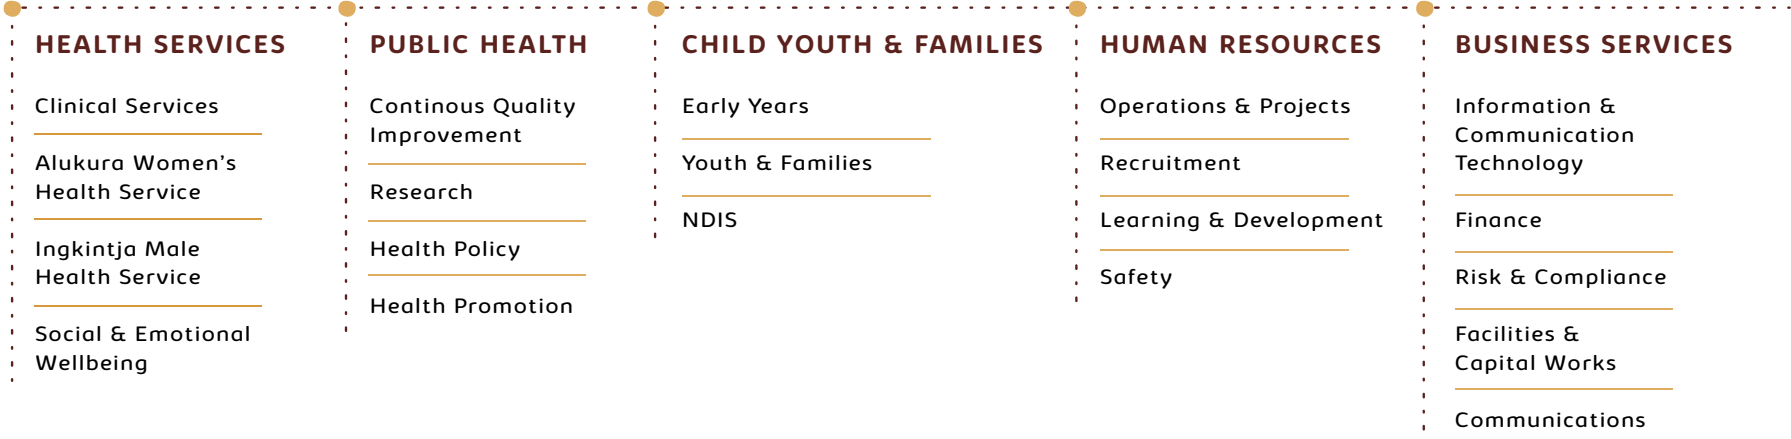 HEALTH SERVICES
Clinical Services
Alukura Women’s
Health Service
Ingkintja Male
Health Service
Social & Emotional
Wellbeing
PUBLIC HEALTH
Continous Quality
Improvement
Research
Health Policy
Health Promotion
CHILD YOUTH & FAMILIES
Early Years
Youth & Families
NDIS
HUMAN RESOURCES
Operations & Projects
Recruitment
Learning & Development
Safety
BUSINESS SERVICES
Information &
Communication
Technology
Finance
Risk & Compliance
Facilities &
Capital Works
Communications